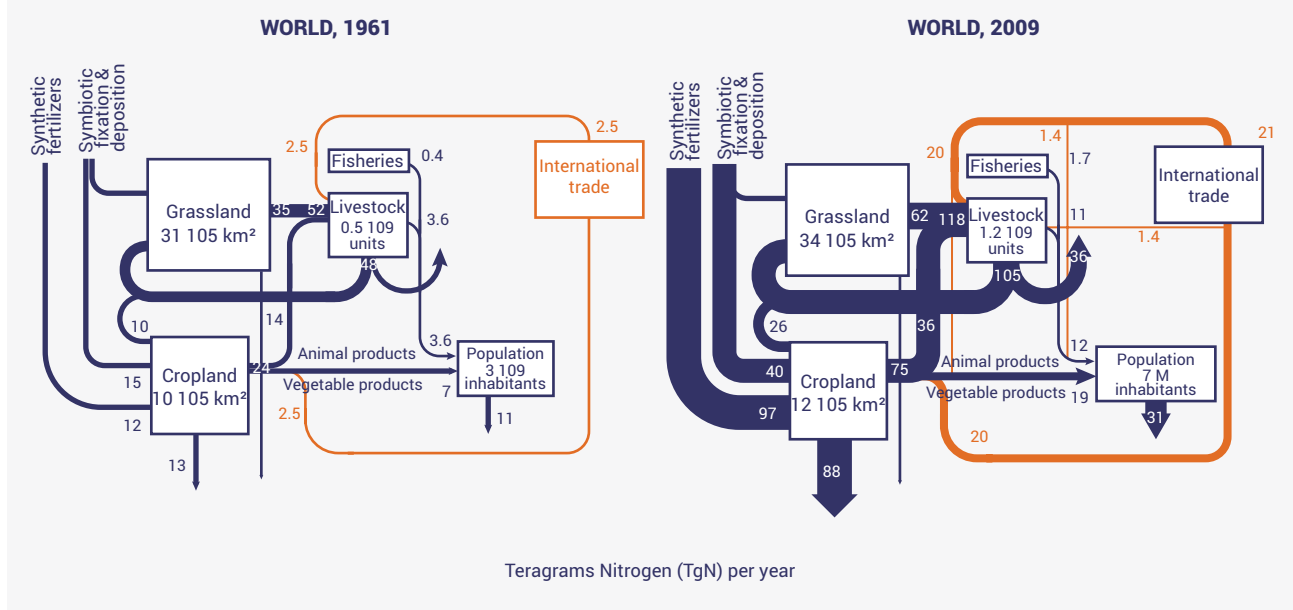 WORLD, 1961
Synthetic
fertilizers
Symbiotic
fixation &
deposition
2.5
2.5
Fisheries
0.4
International
trade
Grassland
31 105 km²
35
52
Livestock
0.5 109
units
3.6
48
10
14
15
12
Cropland
10 105 km²
24
Animal products
Vegetable products
3.6
7
Population
3 109
inhabitants
11
2.5
13
WORLD, 2009
Synthetic
fertilizers
Symbiotic
fixation &
deposition
20
1.4
21
Fisheries
1.7
International
trade
Grassland
34 105 km²
62
118
Livestock
1.2 109
units
11
1.4
36
105
26
36
40
97
Cropland
12 105 km²
75
Animal products
Vegetable products
12
19
Population
7 M
inhabitants
31
20
88
Teragrams Nitrogen (TgN) per year